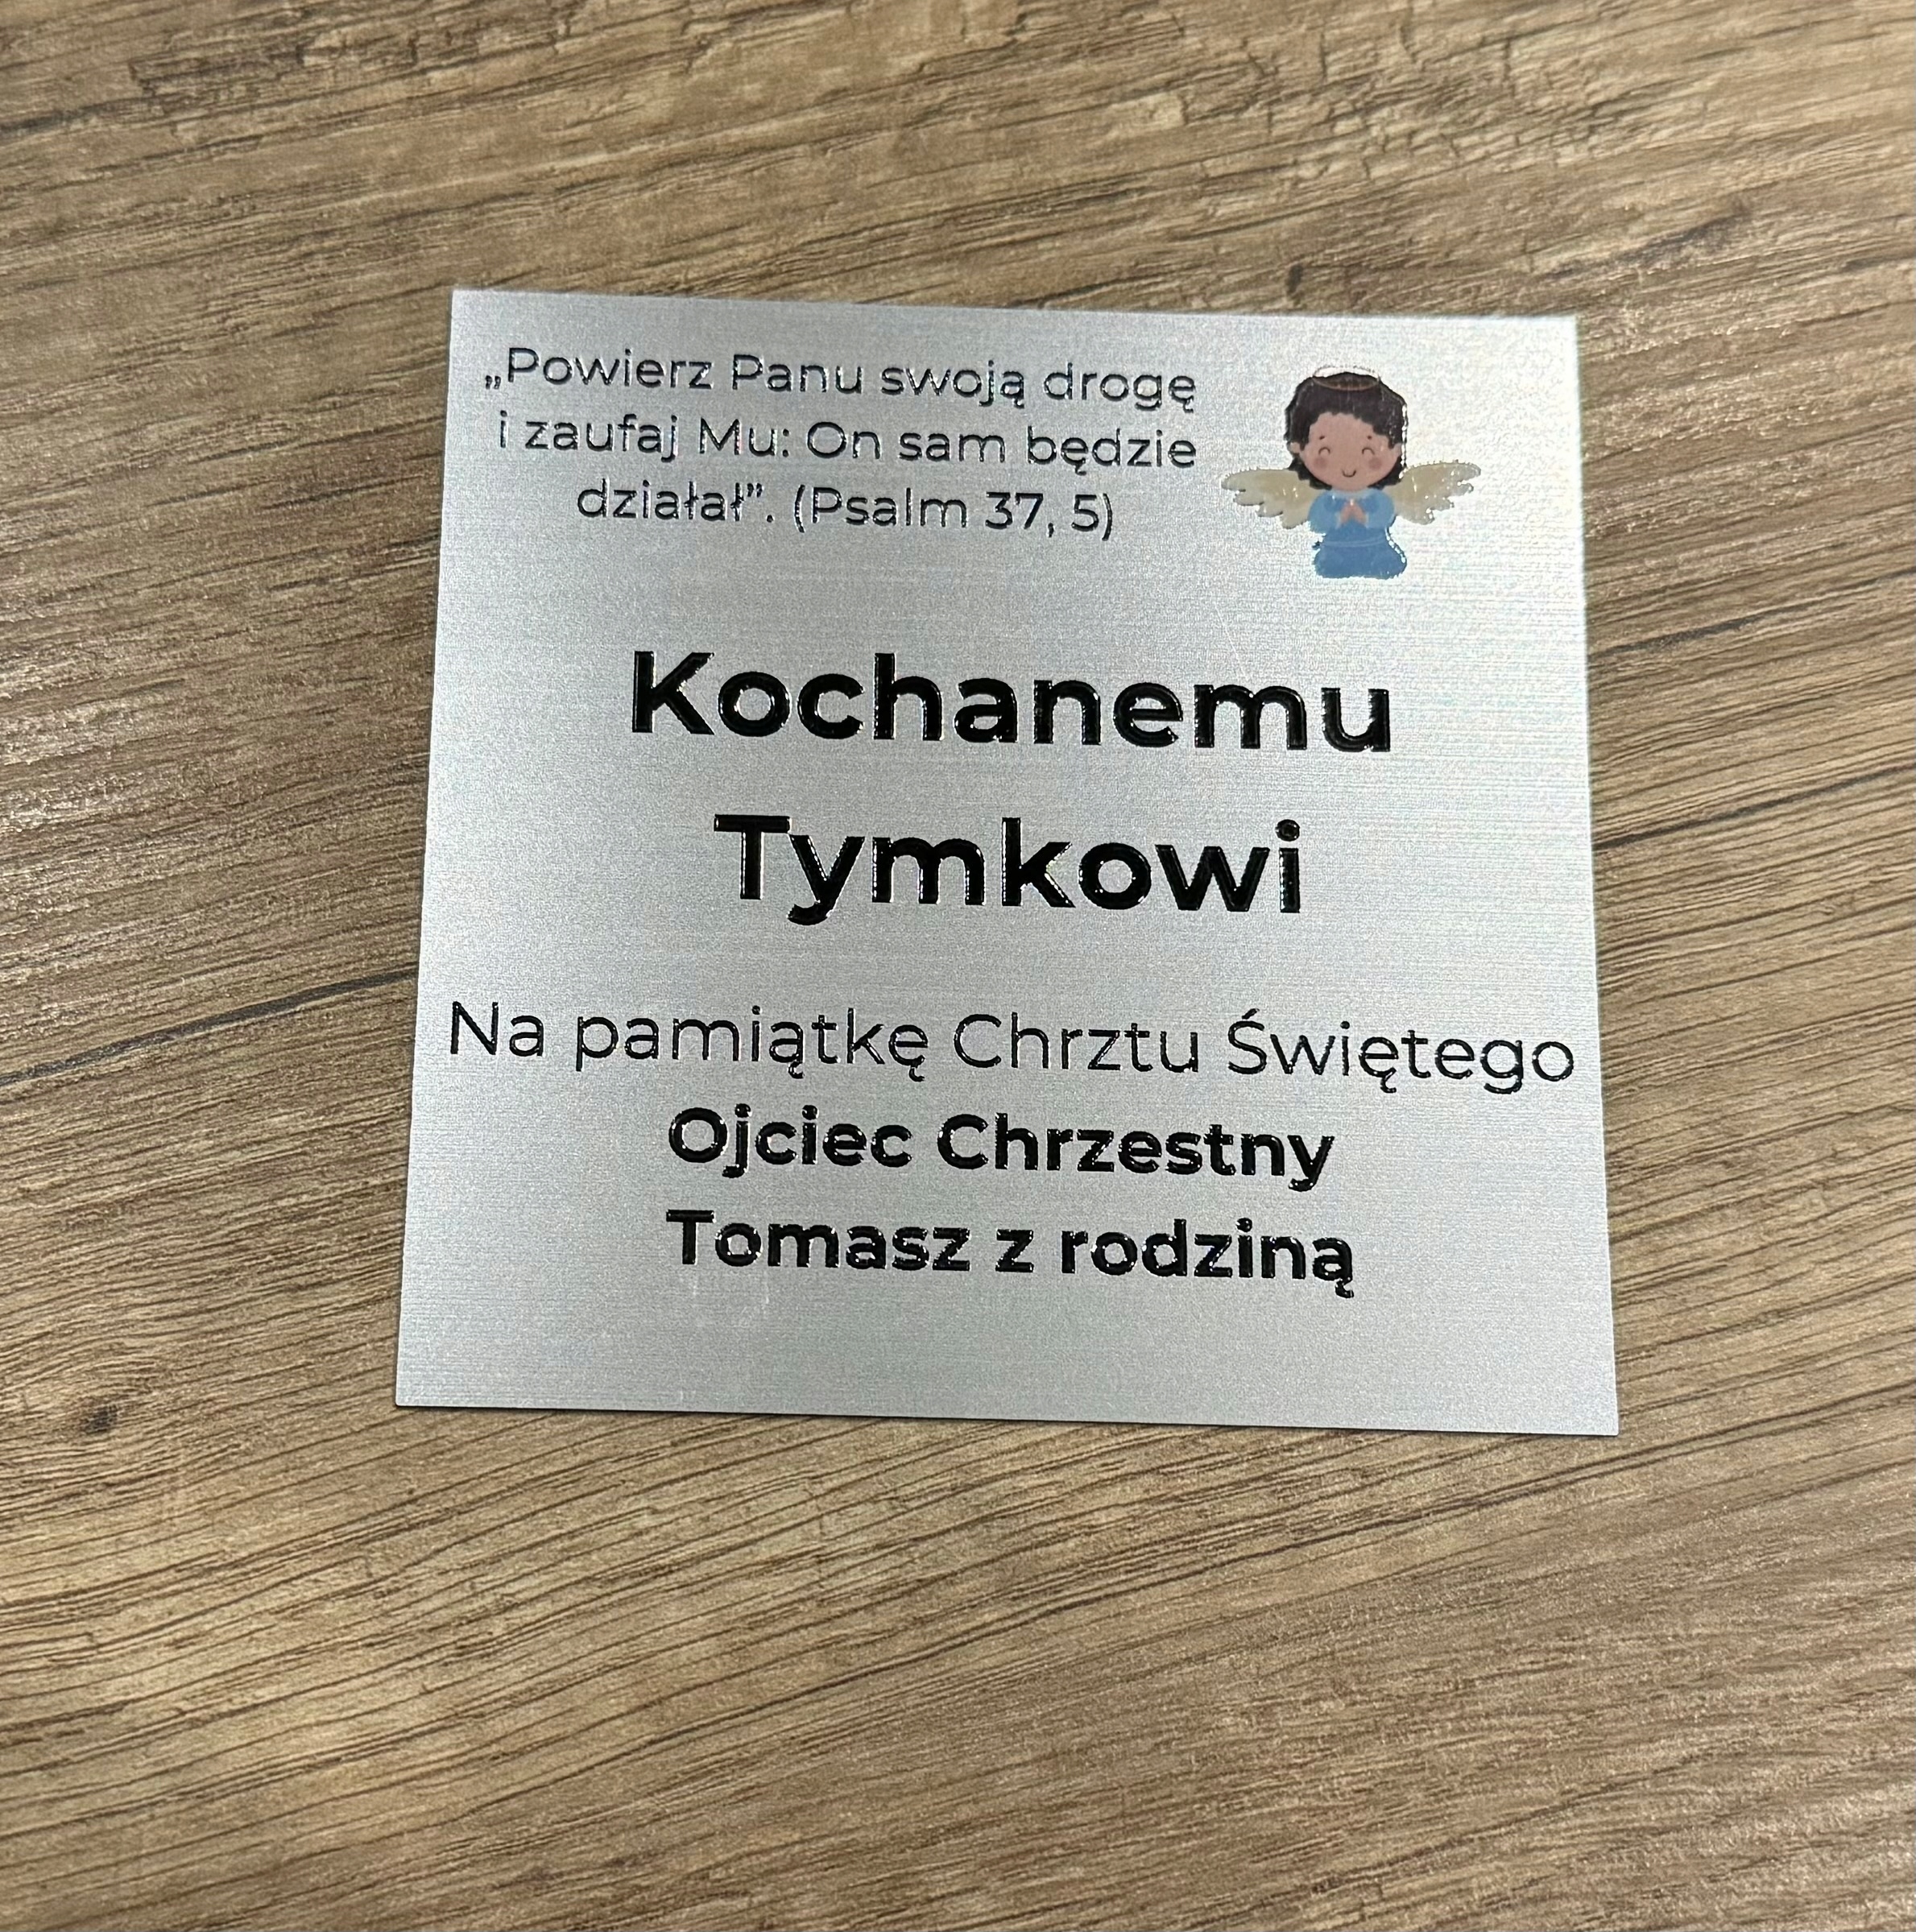 „Powierz Panu swoją drogę
i zaufaj Mu: On sam będzie
działał”. (Psalm 37, 5)
Kochanemu
Tymkowi
Na pamiątkę Chrztu Świętego
Ojciec Chrzestny
Tomasz z rodziną